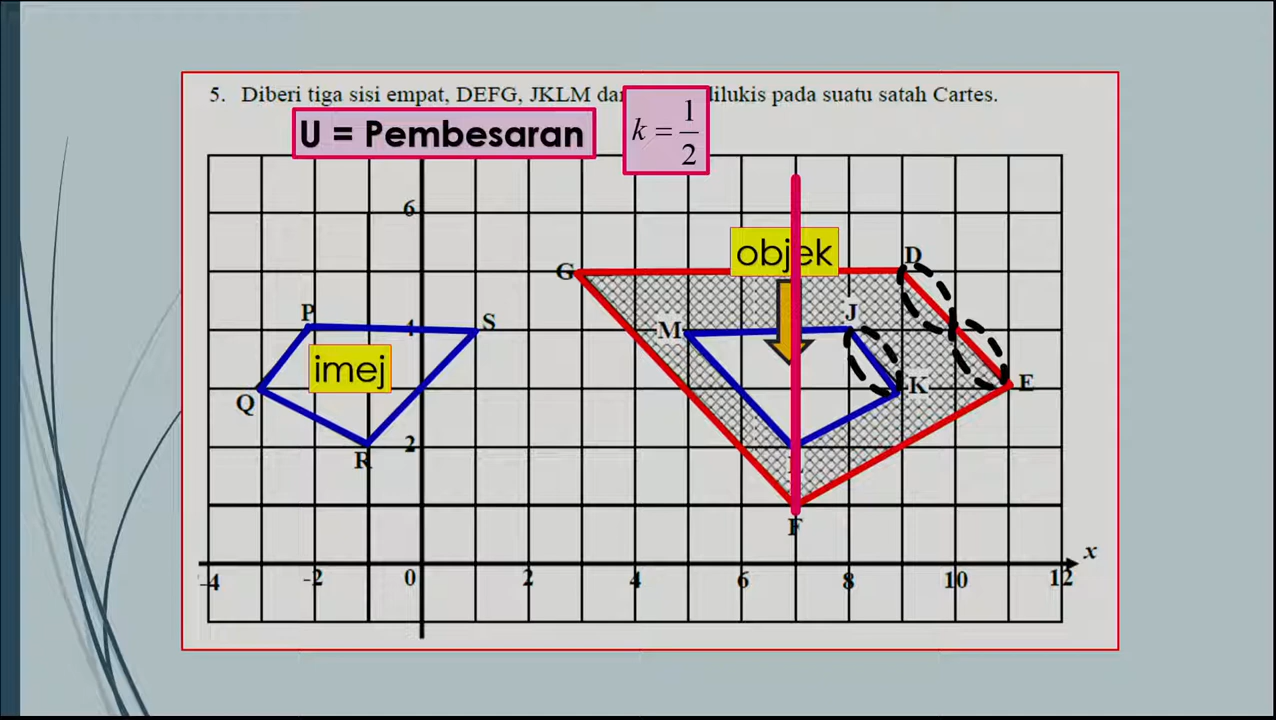 5. Diberi tiga sisi empat, DEFG, JKLM dan dilukis pada suatu satah Cartes.
U = Pembesaran
k = 1/2
6
objek
G
D
P
4
S
M
J
imej
Q
K
E
R
2
F
x
-4
-2
0
2
4
6
8
10
12